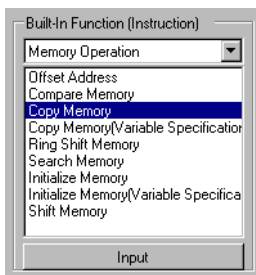 Built-In Function (Instruction)
Memory Operation
Offset Address
Compare Memory
Copy Memory
Copy Memory(Variable Specification
Ring Shift Memory
Search Memory
Initialize Memory
Initialize Memory(Variable Specifica
Shift Memory
Input